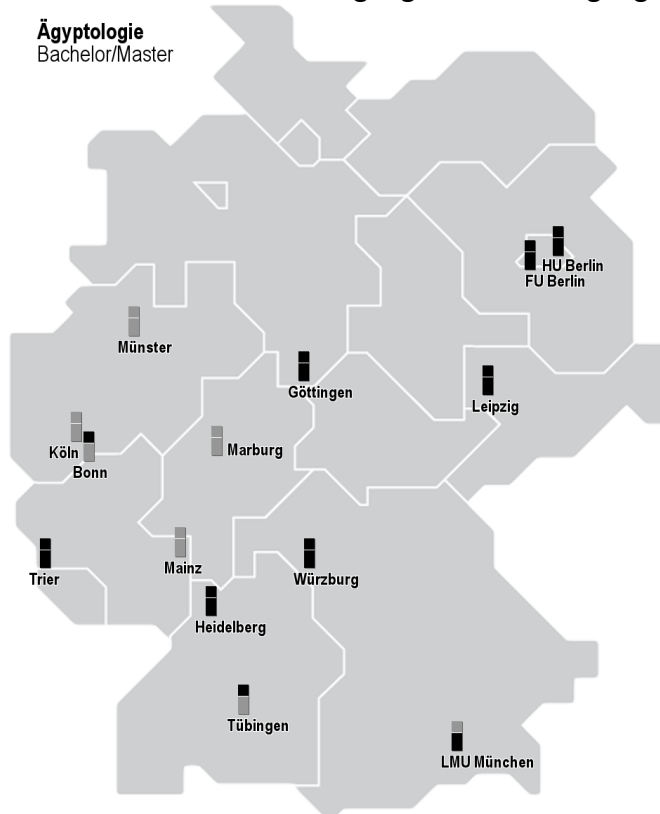 Ägyptologie
Bachelor/Master
HU Berlin
FU Berlin
Münster
Göttingen
Leipzig
Köln
Marburg
Bonn
Trier
Mainz
Würzburg
Heidelberg
Tübingen
LMU München